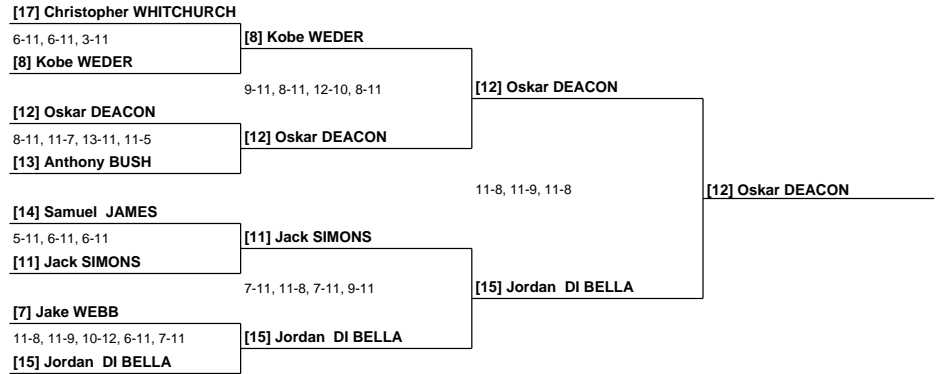 [17] Christopher WHITCHURCH
6-11, 6-11, 3-11
[8] Kobe WEDER
[8] Kobe WEDER
9-11, 8-11, 12-10, 8-11
[12] Oskar DEACON
[12] Oskar DEACON
8-11, 11-7, 13-11, 11-5
[12] Oskar DEACON
[13] Anthony BUSH
11-8, 11-9, 11-8
[12] Oskar DEACON
[14] Samuel JAMES
5-11, 6-11, 6-11
[11] Jack SIMONS
[11] Jack SIMONS
7-11, 11-8, 7-11, 9-11
[15] Jordan DI BELLA
[7] Jake WEBB
11-8, 11-9, 10-12, 6-11, 7-11
[15] Jordan DI BELLA
[15] Jordan DI BELLA